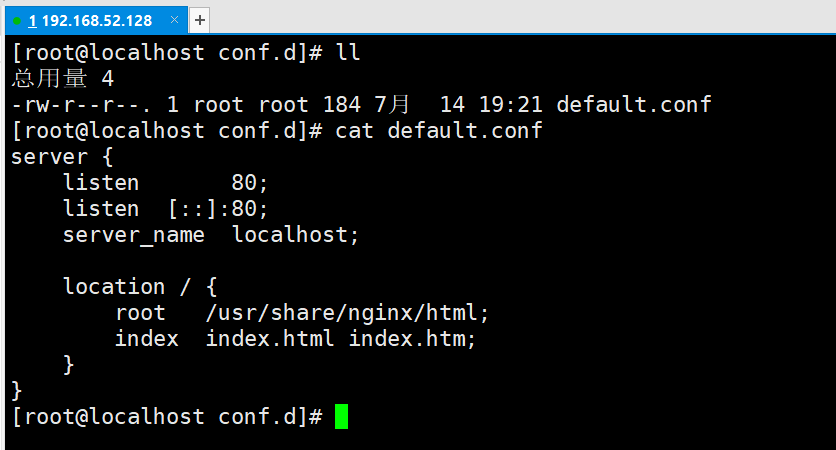 1 192.168.52.128 × +
[root@localhost conf.d]# ll
总用量 4
-rw-r--r--. 1 root root 184 7月  14 19:21 default.conf
[root@localhost conf.d]# cat default.conf
server {
    listen       80;
    listen  [::]:80;
    server_name  localhost;

    location / {
        root   /usr/share/nginx/html;
        index  index.html index.htm;
    }
}
[root@localhost conf.d]#